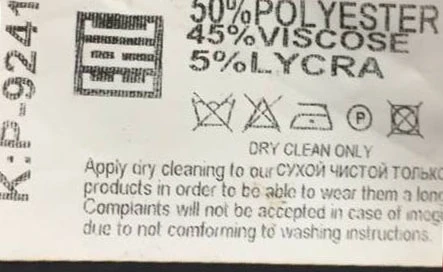 50%POLYESTER
45%VISCOSE
5%LYCRA
EAC
K:P-9241
P
DRY CLEAN ONLY
Apply dry cleaning to our СУХОЙ ЧИСТОЙ ТОЛЬКО
products in order to be able to wear them a long
Complaints will not be accepted in case of
due to not comforming to washing instructions.